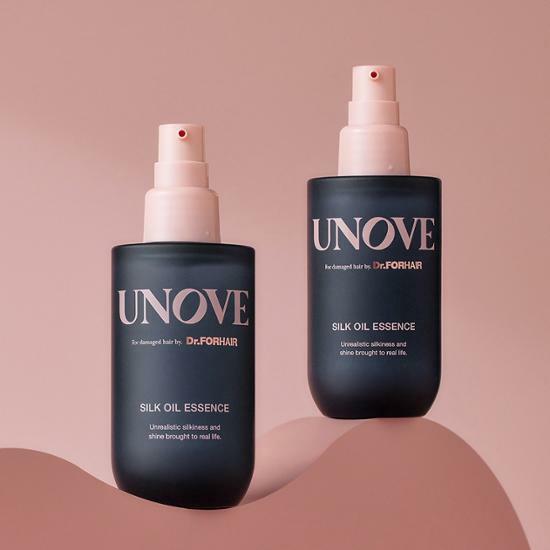 UNOVE
For damaged hair by. Dr.FORHAIR
SILK OIL ESSENCE
Unrealistic silkiness and
shine brought to real life.
UNOVE
For damaged hair by. Dr.FORHAIR
SILK OIL ESSENCE
Unrealistic silkiness and
shine brought to real life.